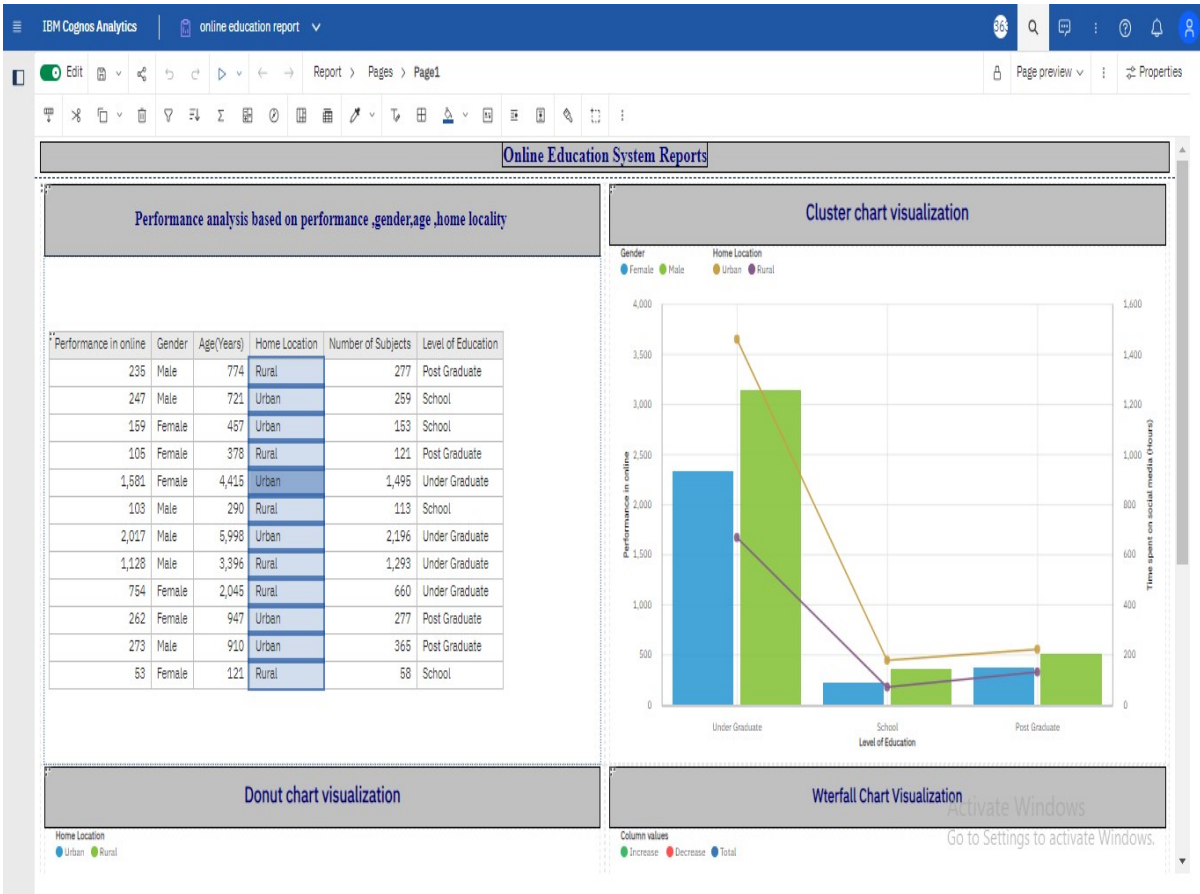 IBM Cognos Analytics
online education report
Edit
Report > Pages > Page1
Page preview
Properties
Online Education System Reports
Performance analysis based on performance ,gender,age ,home locality
Performance in online Gender Age(Years) Home Location Number of Subjects Level of Education
235 Male 774 Rural 277 Post Graduate
247 Male 721 Urban 259 School
159 Female 457 Urban 153 School
105 Female 378 Rural 121 Post Graduate
1,581 Female 4,415 Urban 1,495 Under Graduate
103 Male 290 Rural 113 School
2,017 Male 5,998 Urban 2,196 Under Graduate
1,128 Male 3,396 Rural 1,293 Under Graduate
754 Female 2,045 Rural 660 Under Graduate
262 Female 947 Urban 277 Post Graduate
273 Male 910 Urban 365 Post Graduate
53 Female 121 Rural 58 School
Cluster chart visualization
Gender Home Location
Female Male Urban Rural
4,000 1,600
3,500 1,400
3,000 1,200
2,500 1,000
2,000 800
1,500 600
1,000 400
500 200
0 0
Performance in online
Time spent on social media (Hours)
Under Graduate School Post Graduate
Level of Education
Donut chart visualization
Home Location
Urban Rural
Wterfall Chart Visualization
Column values
Increase Decrease Total
Activate Windows
Go to Settings to activate Windows.